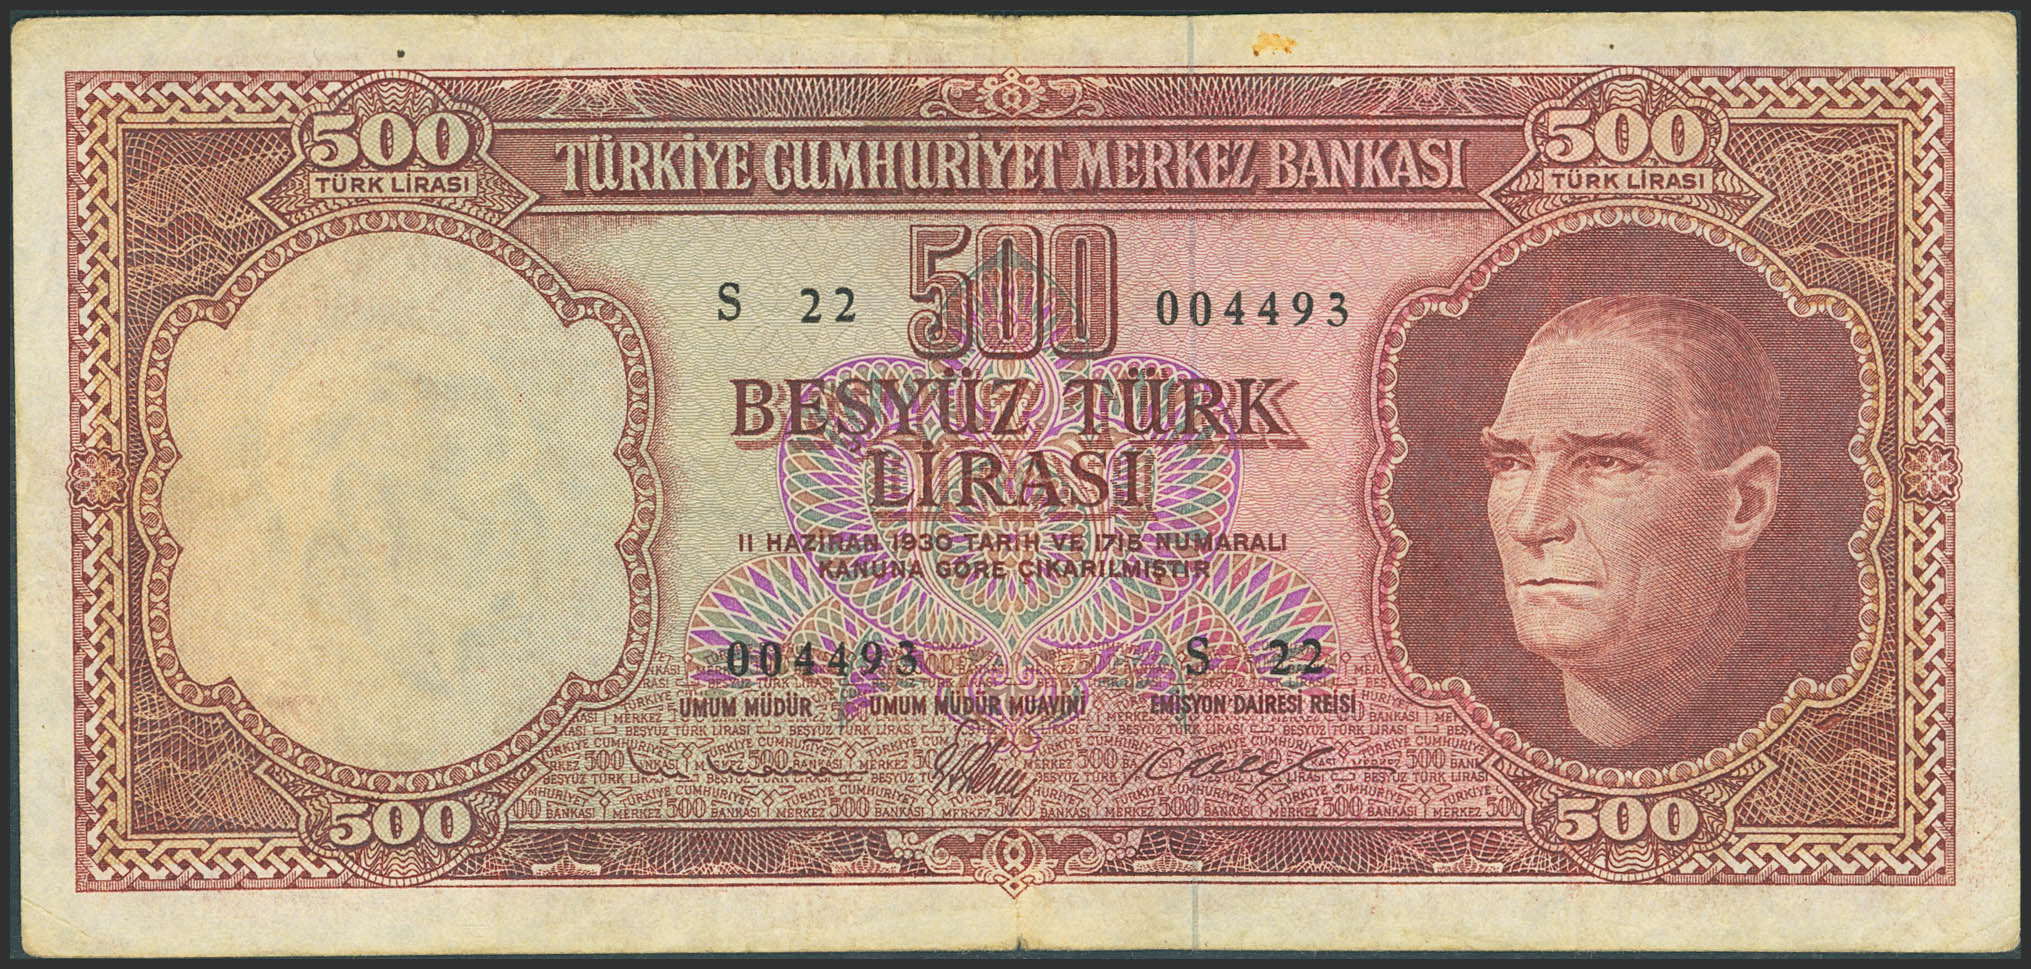 500
TÜRK LİRASI
TÜRKİYE CUMHURİYET MERKEZ BANKASI
500
TÜRK LİRASI
500
S 22
004493
BEŞYÜZ TÜRK
LİRASI
11 HAZİRAN 1930 TARİH VE 1715 NUMARALI
KANUNA GÖRE ÇIKARILMIŞTIR
004493
S 22
UMUM MÜDÜR
UMUM MÜDÜR MUAVİNİ
EMİSYON DAİRESİ REİSİ
500
500